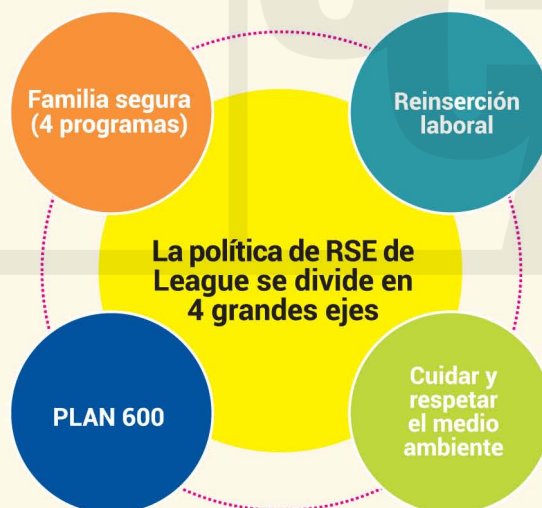 Familia segura
(4 programas)
Reinserción
laboral
La política de RSE de
League se divide en
4 grandes ejes
PLAN 600
Cuidar y
respetar
el medio
ambiente